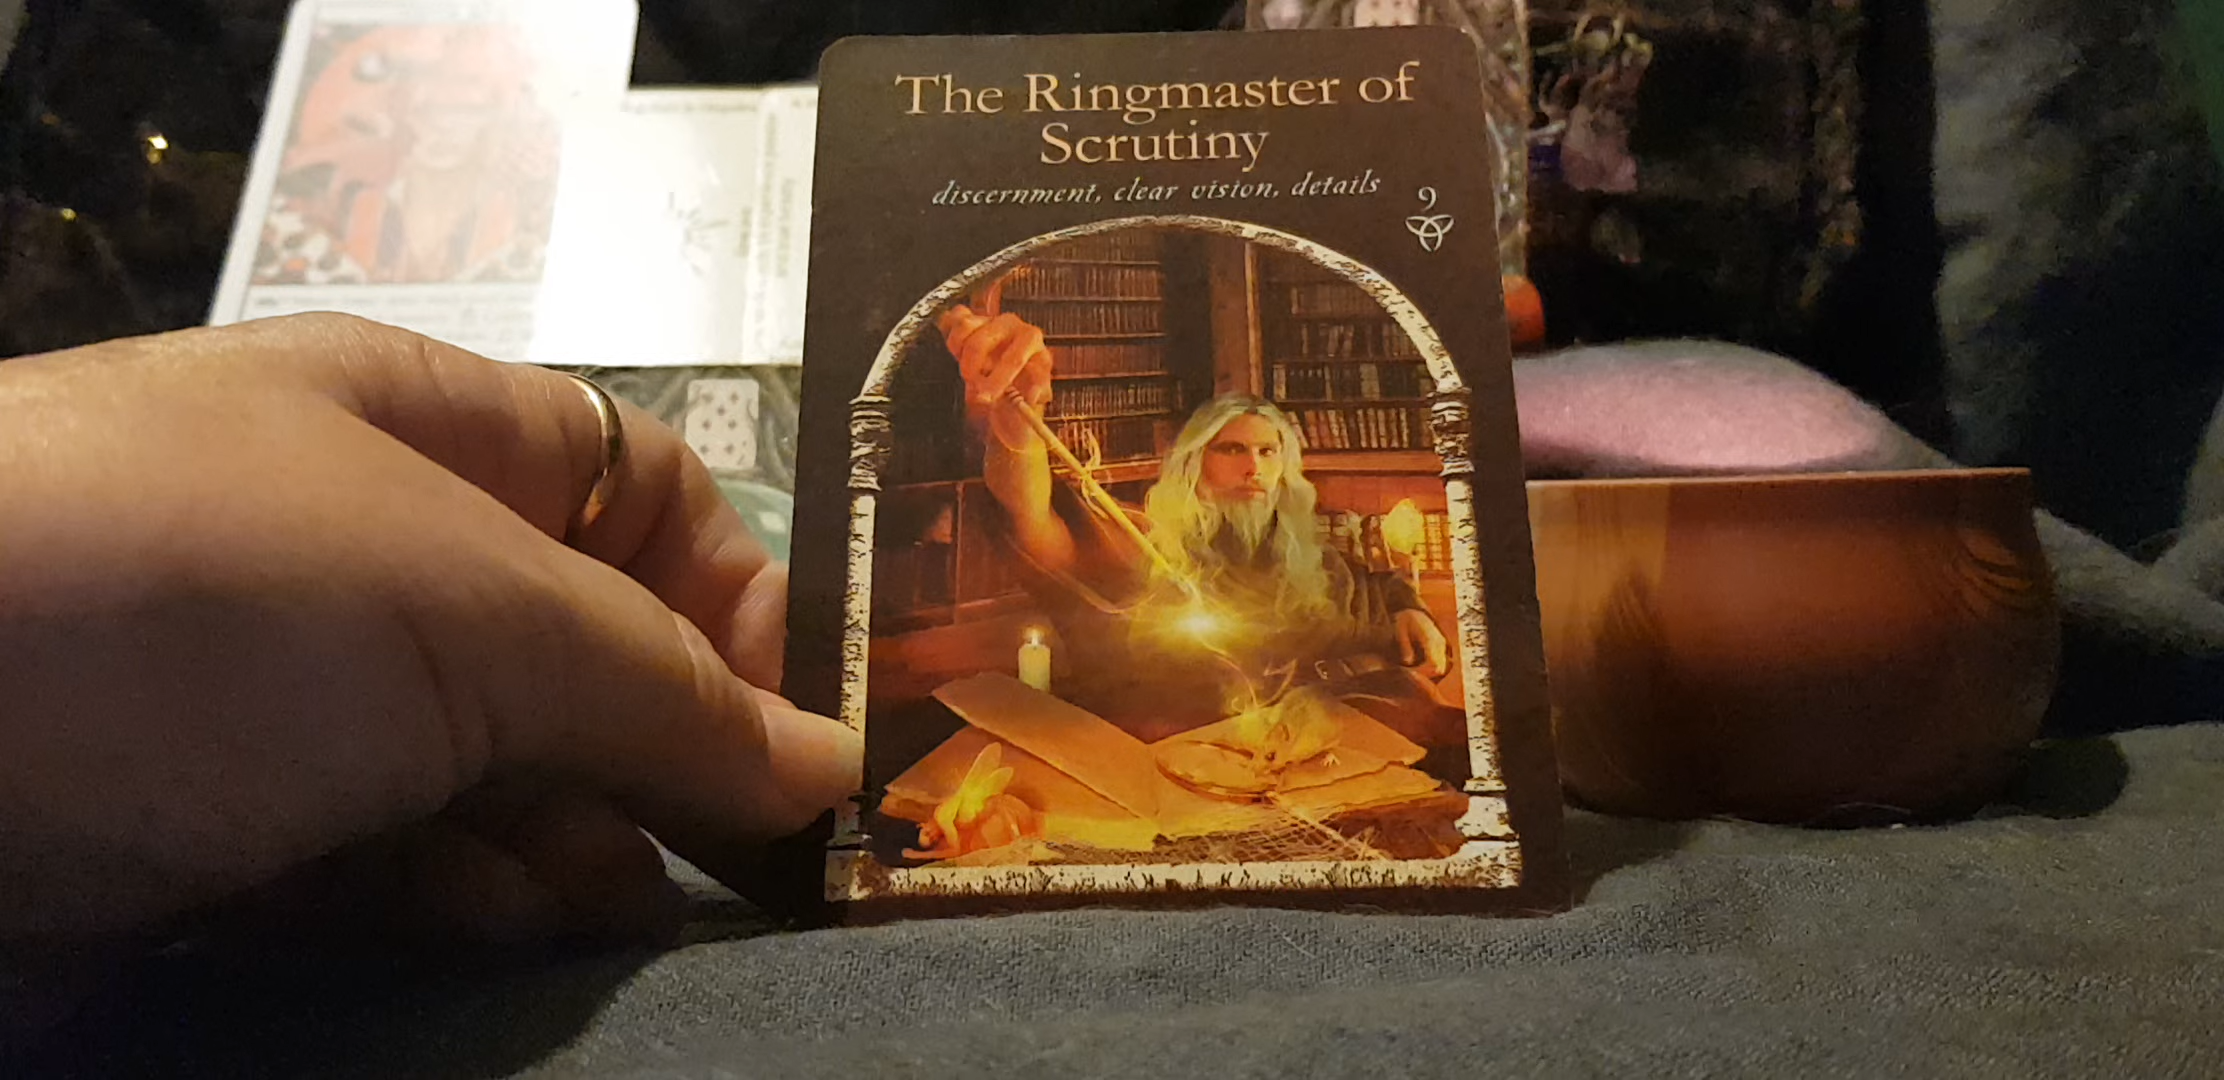 The Ringmaster of
Scrutiny
discernment, clear vision, details
9